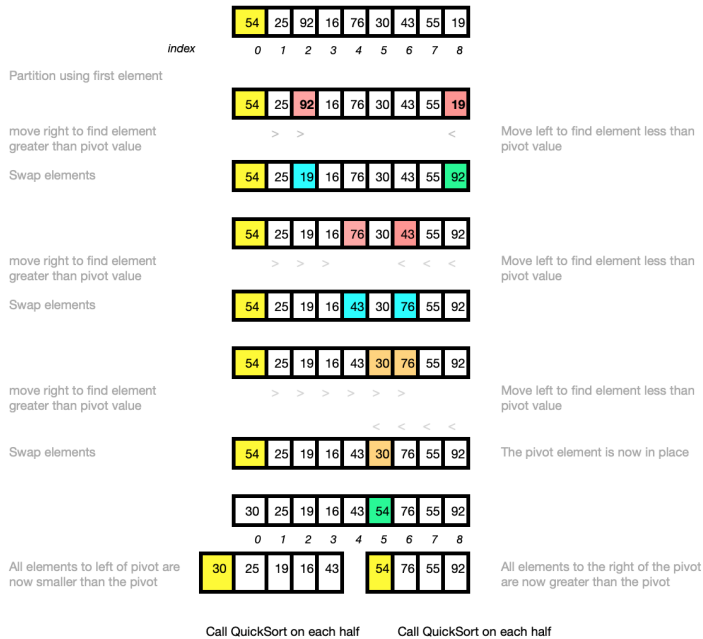 54 25 92 16 76 30 43 55 19
index 0 1 2 3 4 5 6 7 8
Partition using first element
54 25 92 16 76 30 43 55 19
move right to find element
greater than pivot value
> > <
Move left to find element less than
pivot value
Swap elements
54 25 19 16 76 30 43 55 92
54 25 19 16 76 30 43 55 92
move right to find element
greater than pivot value
> > > < < <
Move left to find element less than
pivot value
Swap elements
54 25 19 16 43 30 76 55 92
54 25 19 16 43 30 76 55 92
move right to find element
greater than pivot value
> > > > > >
Move left to find element less than
pivot value
< < < <
Swap elements
54 25 19 16 43 30 76 55 92
The pivot element is now in place
30 25 19 16 43 54 76 55 92
0 1 2 3 4 5 6 7 8
All elements to left of pivot are
now smaller than the pivot
30 25 19 16 43
54 76 55 92
All elements to the right of the pivot
are now greater than the pivot
Call QuickSort on each half
Call QuickSort on each half